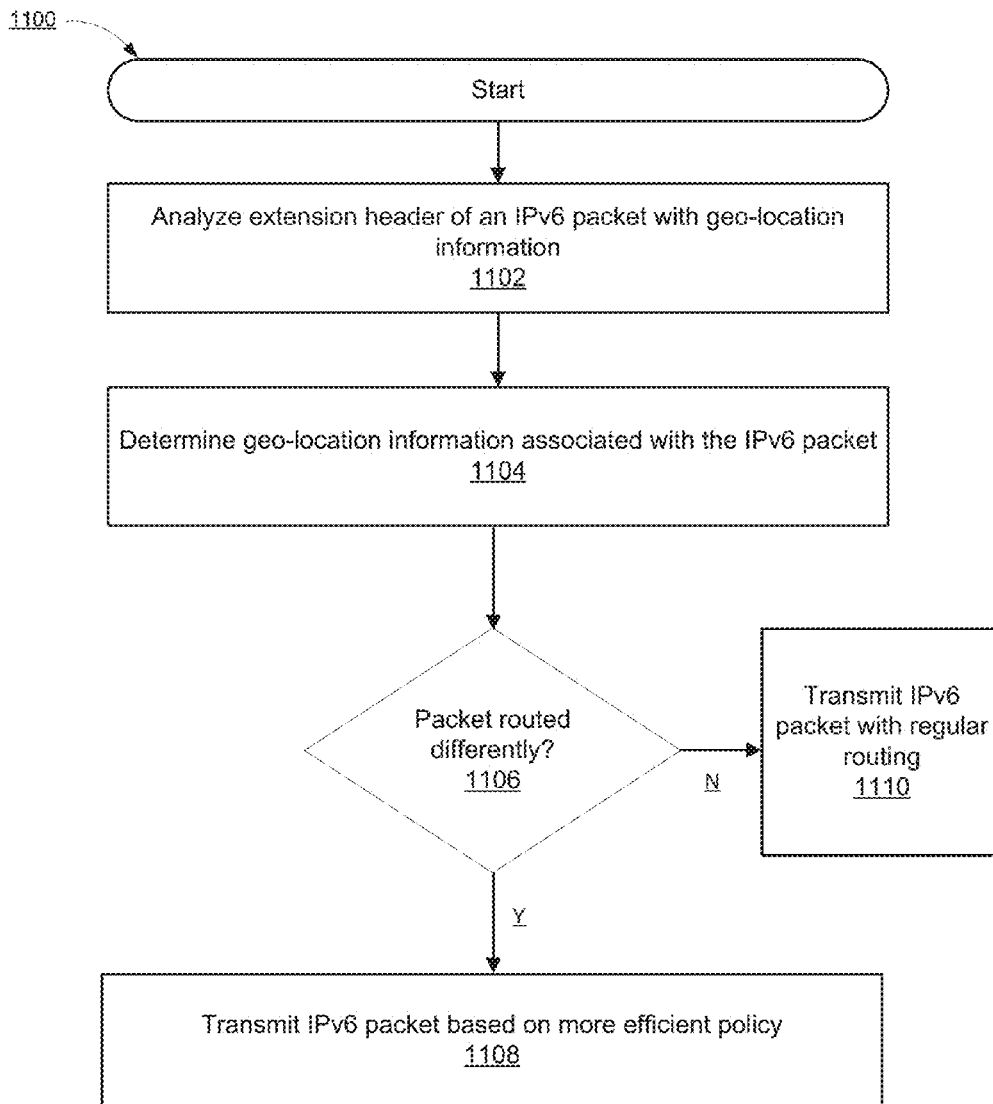 1100
Start
Analyze extension header of an IPv6 packet with geo-location
information
1102
Determine geo-location information associated with the IPv6 packet
1104
Packet routed
differently?
1106
N
Transmit IPv6
packet with regular
routing
1110
Y
Transmit IPv6 packet based on more efficient policy
1108